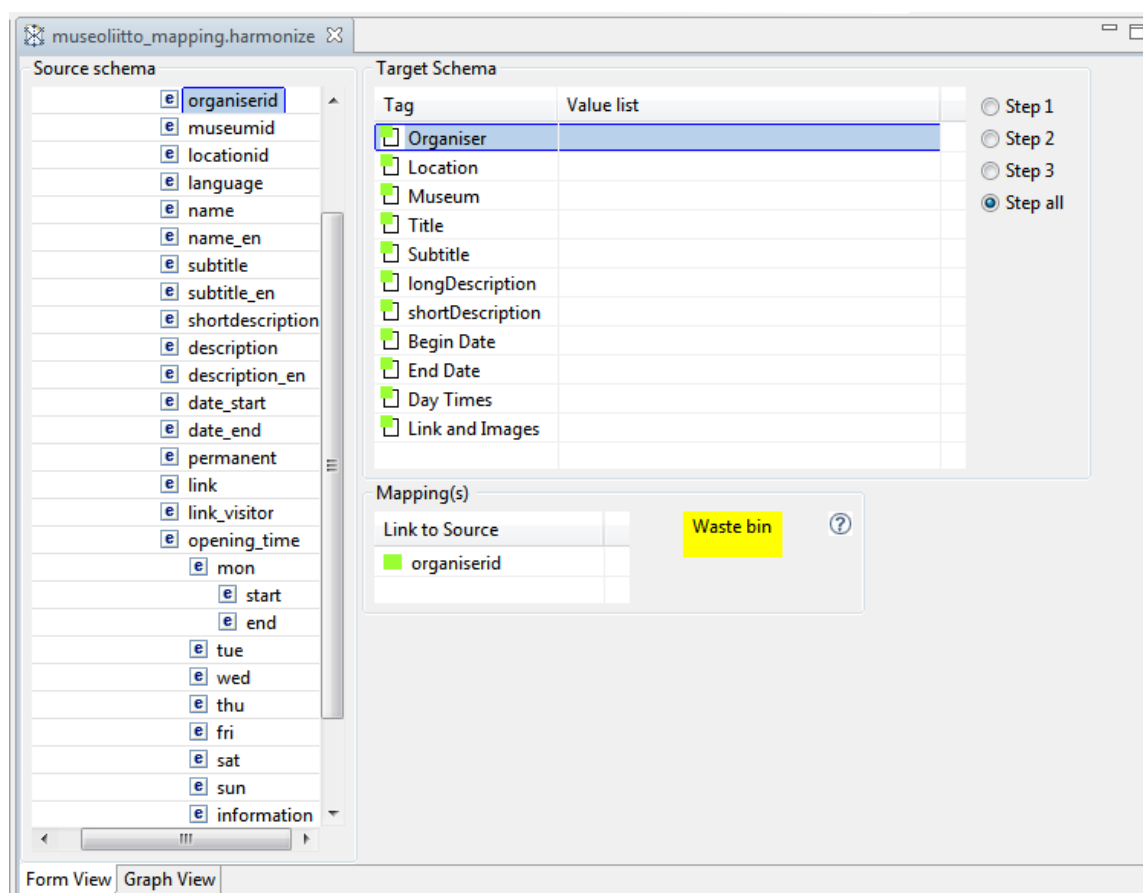 museoliitto_mapping.harmonize
Source schema
organiserid
museumid
locationid
language
name
name_en
subtitle
subtitle_en
shortdescription
description
description_en
date_start
date_end
permanent
link
link_visitor
opening_time
mon
start
end
tue
wed
thu
fri
sat
sun
information
Target Schema
Tag Value list
Organiser
Location
Museum
Title
Subtitle
longDescription
shortDescription
Begin Date
End Date
Day Times
Link and Images
Step 1
Step 2
Step 3
Step all
Mapping(s)
Link to Source
organiserid
Waste bin
?
Form View Graph View